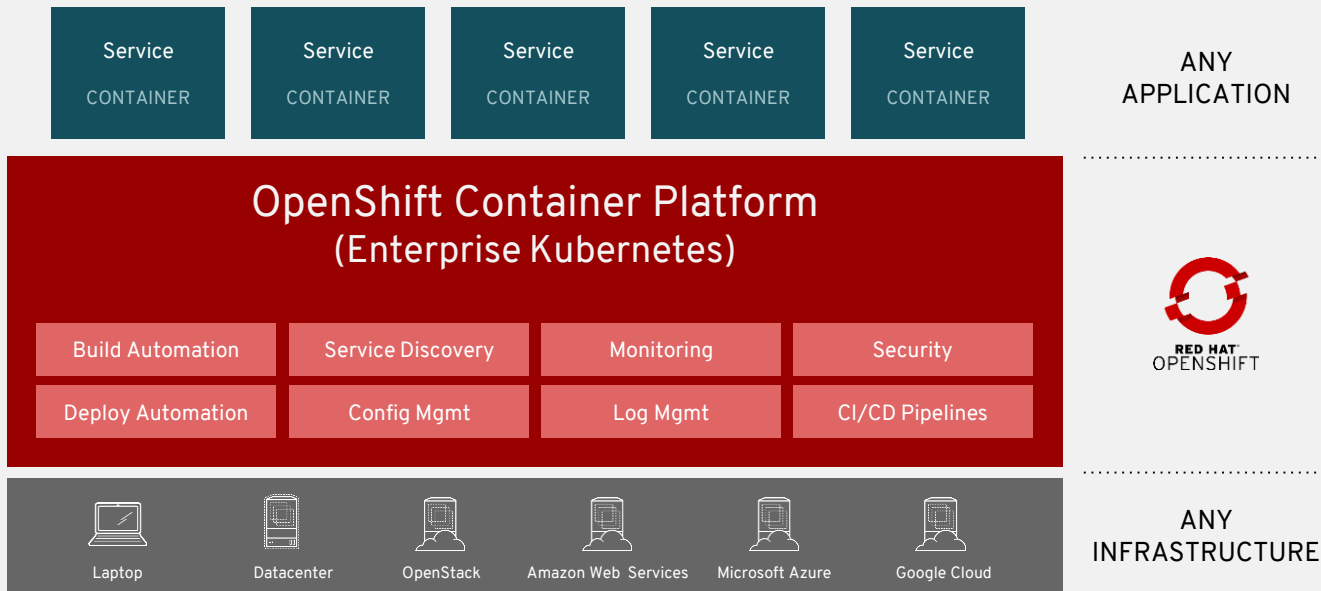 Service
CONTAINER
Service
CONTAINER
Service
CONTAINER
Service
CONTAINER
Service
CONTAINER
ANY
APPLICATION
OpenShift Container Platform
(Enterprise Kubernetes)
Build Automation
Service Discovery
Monitoring
Security
Deploy Automation
Config Mgmt
Log Mgmt
CI/CD Pipelines
RED HAT®
OPENSHIFT
Laptop
Datacenter
OpenStack
Amazon Web Services
Microsoft Azure
Google Cloud
ANY
INFRASTRUCTURE